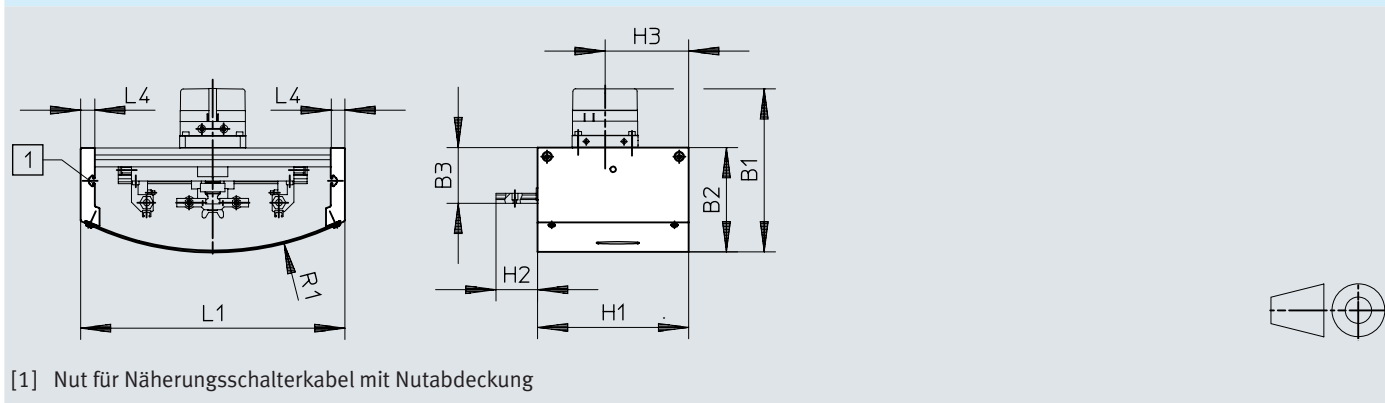 H3
L4
L4
1
B3
B2
B1
H2
R1
L1
H1
[1] Nut für Näherungsschalterkabel mit Nutabdeckung